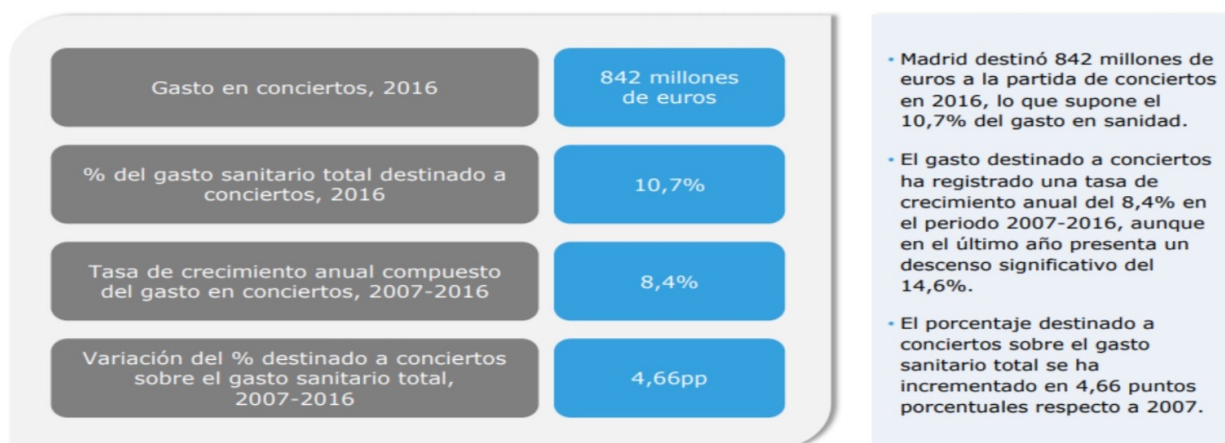 Gasto en conciertos, 2016
842 millones
de euros
% del gasto sanitario total destinado a
conciertos, 2016
10,7%
Tasa de crecimiento anual compuesto
del gasto en conciertos, 2007-2016
8,4%
Variación del % destinado a conciertos
sobre el gasto sanitario total,
2007-2016
4,66pp
• Madrid destinó 842 millones de
euros a la partida de conciertos
en 2016, lo que supone el
10,7% del gasto en sanidad.
• El gasto destinado a conciertos
ha registrado una tasa de
crecimiento anual del 8,4% en
el periodo 2007-2016, aunque
en el último año presenta un
descenso significativo del
14,6%.
• El porcentaje destinado a
conciertos sobre el gasto
sanitario total se ha
incrementado en 4,66 puntos
porcentuales respecto a 2007.